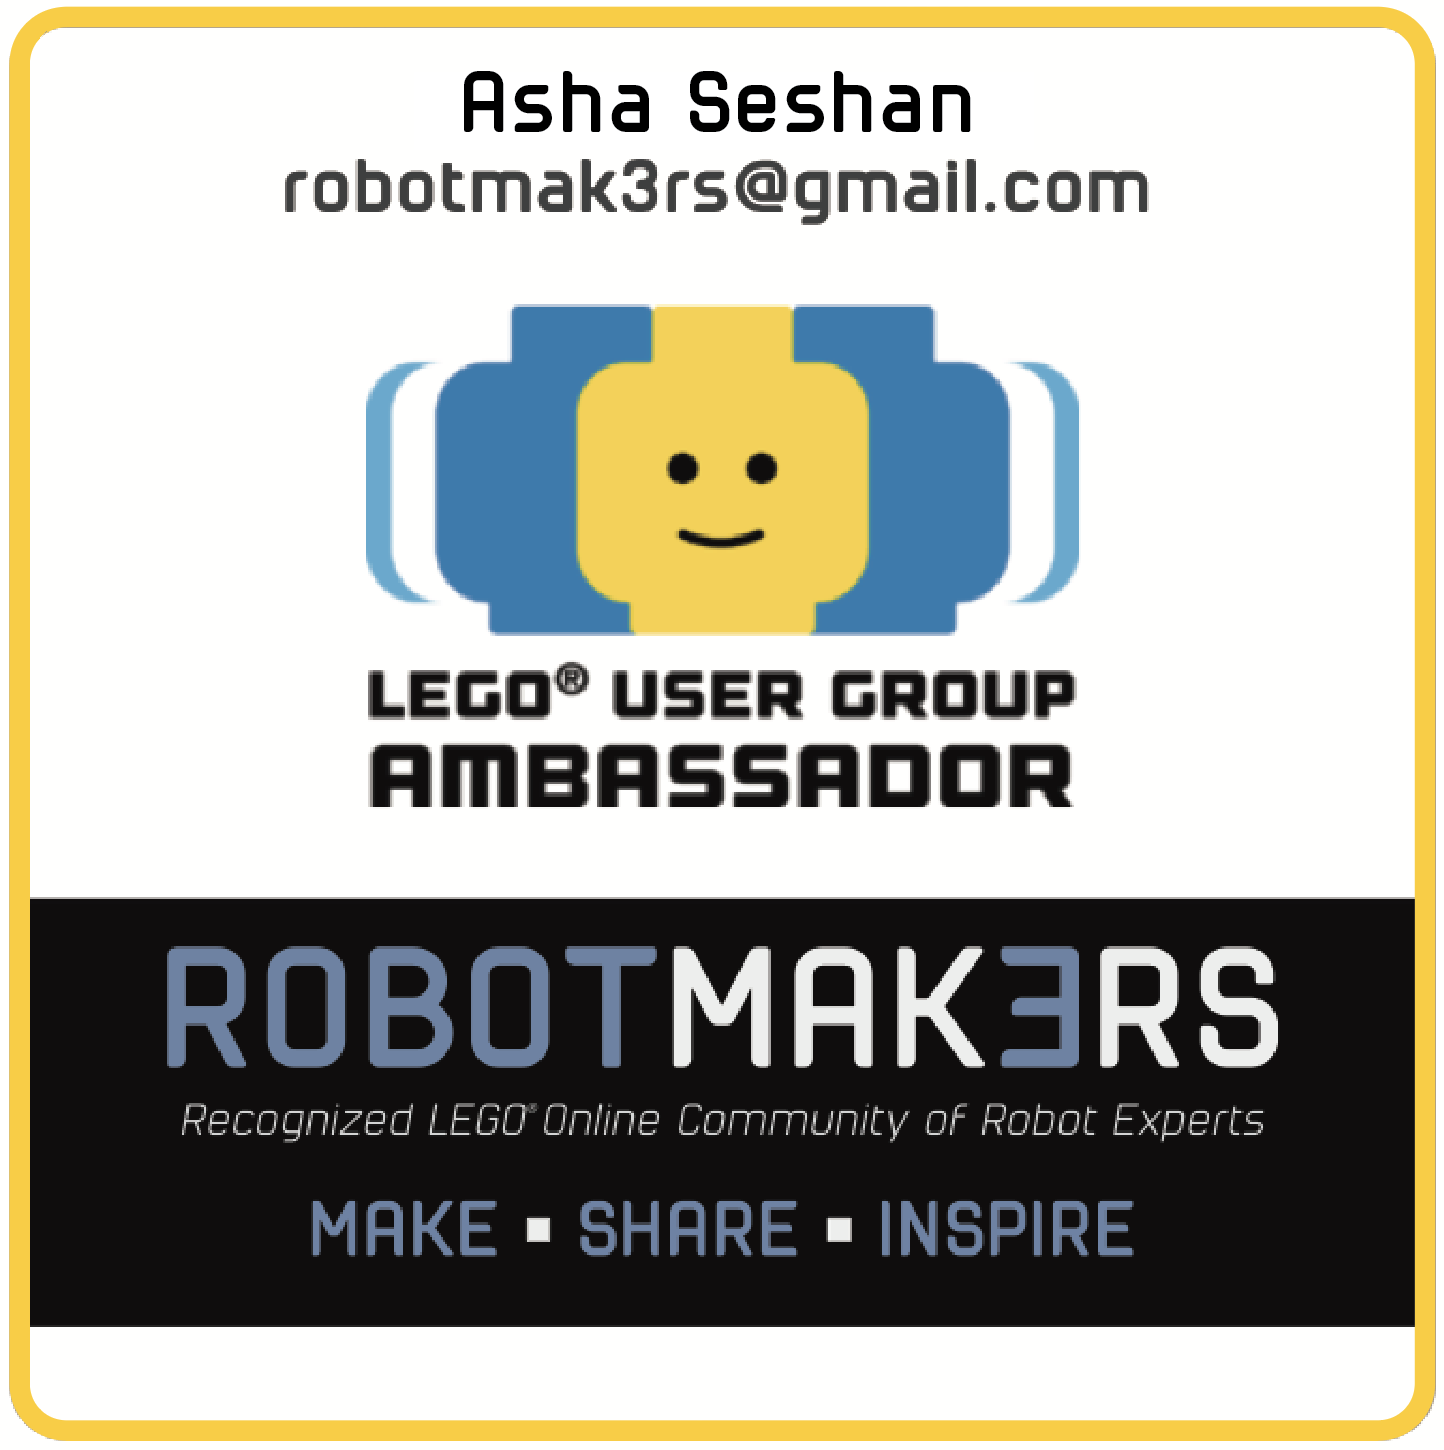 Asha Seshan
robotmak3rs@gmail.com
LEGO® USER GROUP
AMBASSADOR
ROBOTMAKƎRS
Recognized LEGO® Online Community of Robot Experts
MAKE ▪ SHARE ▪ INSPIRE